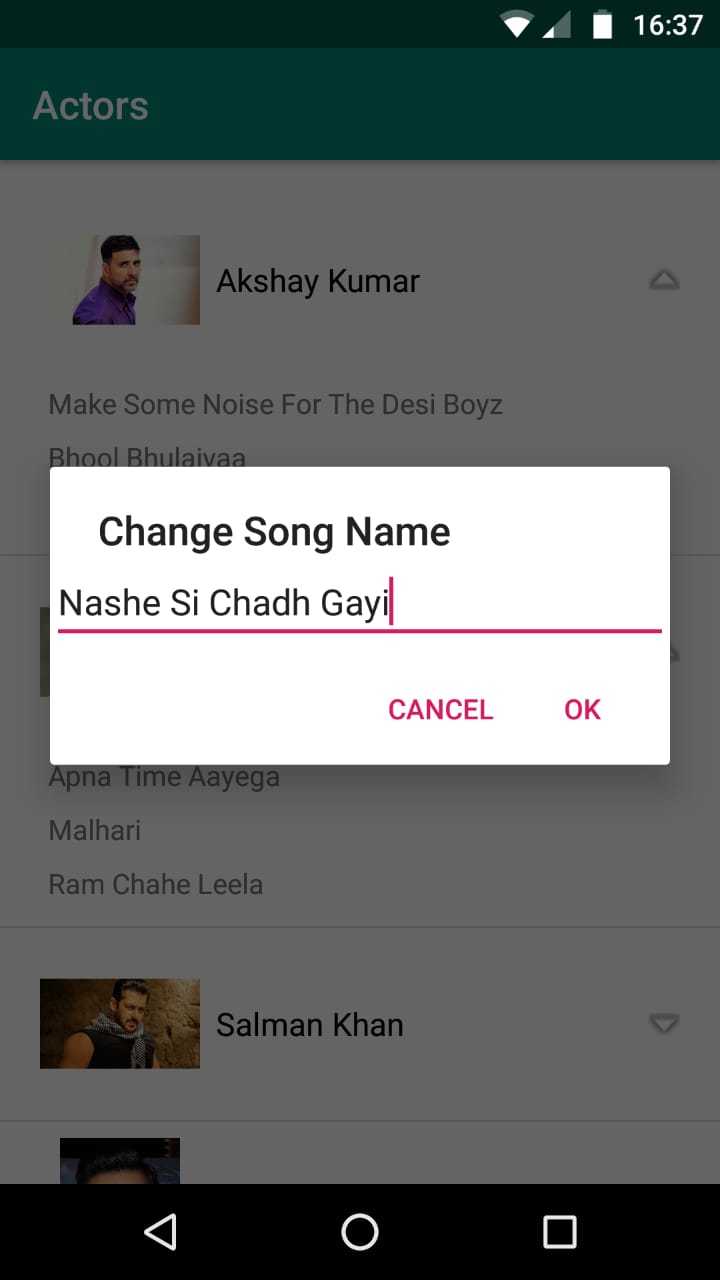 16:37
Actors
Akshay Kumar
Make Some Noise For The Desi Boyz
Bhool Bhulaiyaa
Change Song Name
Nashe Si Chadh Gayi
CANCEL OK
Apna Time Aayega
Malhari
Ram Chahe Leela
Salman Khan